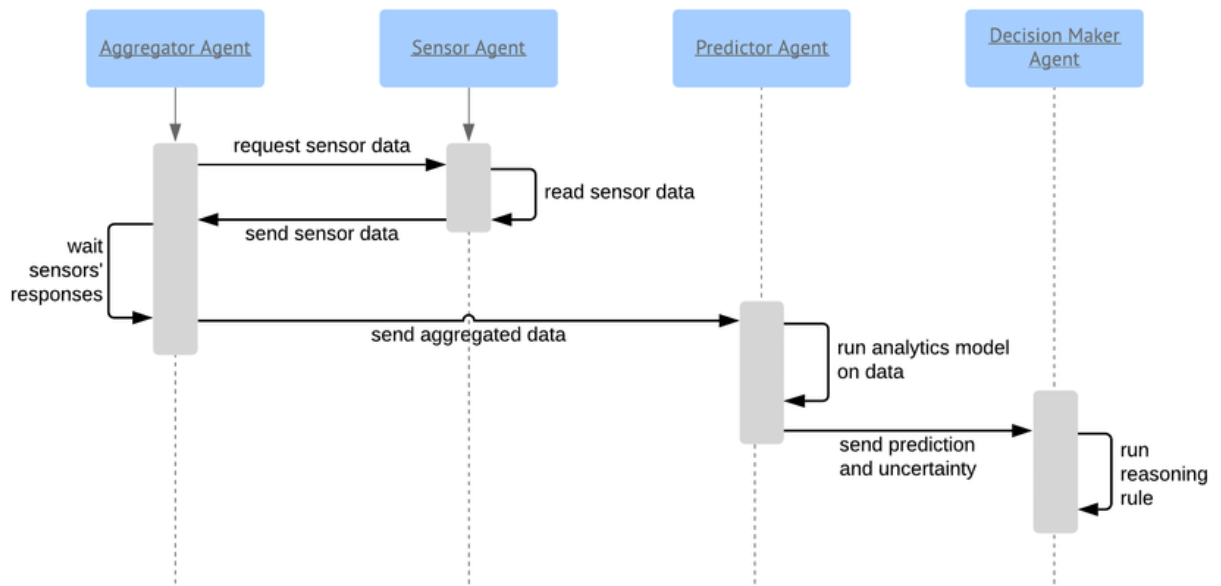 Aggregator Agent
Sensor Agent
Predictor Agent
Decision Maker
Agent
request sensor data
read sensor data
send sensor data
wait
sensors'
responses
send aggregated data
run analytics model
on data
send prediction
and uncertainty
run
reasoning
rule